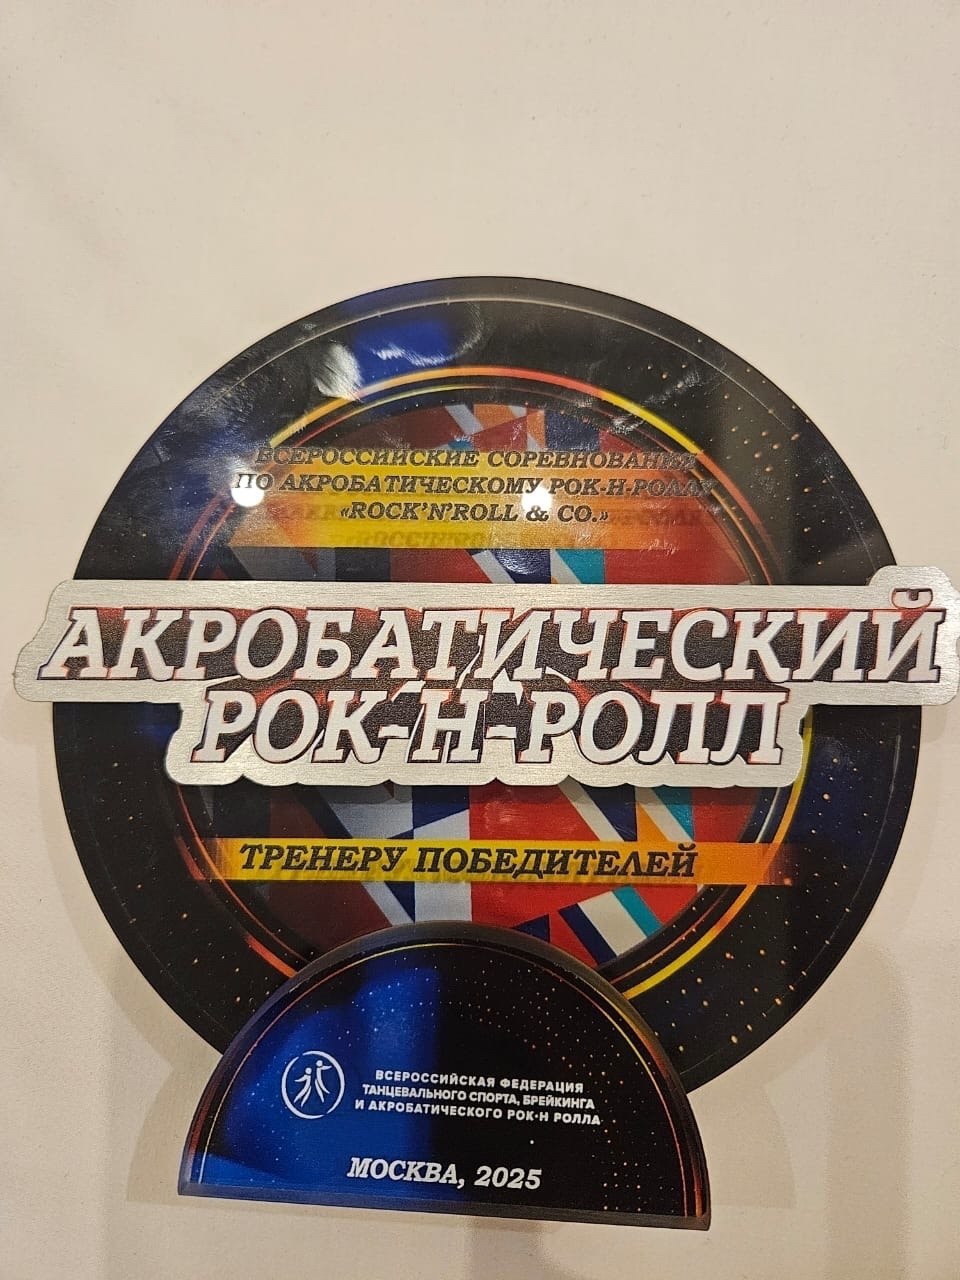 ВСЕРОССИЙСКИЕ СОРЕВНОВАНИЯ
ПО АКРОБАТИЧЕСКОМУ РОК-Н-РОЛЛУ
«ROCK'N'ROLL & CO.»
АКРОБАТИЧЕСКИЙ
РОК-Н-РОЛЛ
ТРЕНЕРУ ПОБЕДИТЕЛЕЙ
ВСЕРОССИЙСКАЯ ФЕДЕРАЦИЯ
ТАНЦЕВАЛЬНОГО СПОРТА, БРЕЙКИНГА
И АКРОБАТИЧЕСКОГО РОК-Н РОЛЛА
МОСКВА, 2025